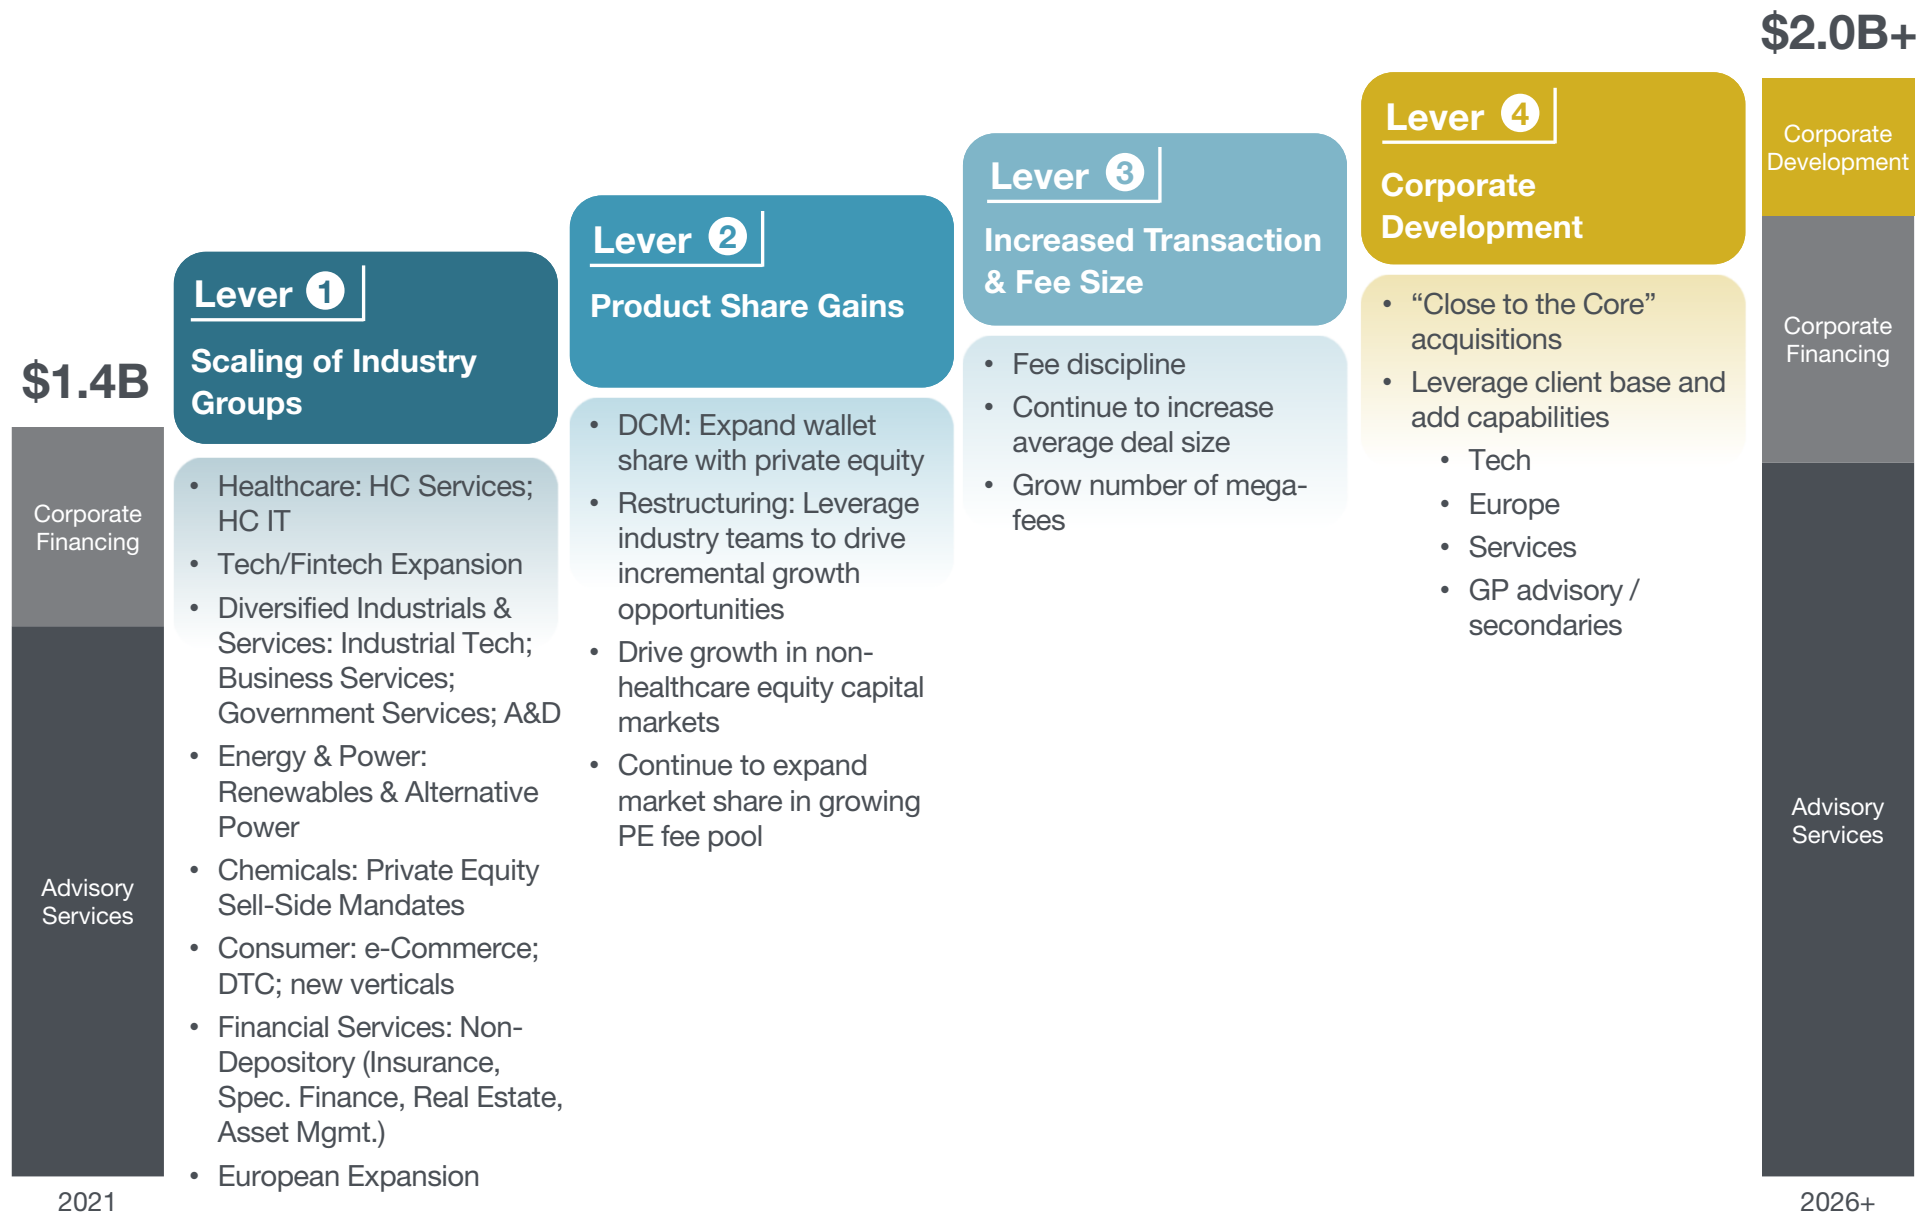 $1.4B
Corporate
Financing
Advisory
Services
2021
Lever 1
Scaling of Industry
Groups
• Healthcare: HC Services;
HC IT
• Tech/Fintech Expansion
• Diversified Industrials &
Services: Industrial Tech;
Business Services;
Government Services; A&D
• Energy & Power:
Renewables & Alternative
Power
• Chemicals: Private Equity
Sell-Side Mandates
• Consumer: e-Commerce;
DTC; new verticals
• Financial Services: Non-
Depository (Insurance,
Spec. Finance, Real Estate,
Asset Mgmt.)
• European Expansion
Lever 2
Product Share Gains
• DCM: Expand wallet
share with private equity
• Restructuring: Leverage
industry teams to drive
incremental growth
opportunities
• Drive growth in non-
healthcare equity capital
markets
• Continue to expand
market share in growing
PE fee pool
Lever 3
Increased Transaction
& Fee Size
• Fee discipline
• Continue to increase
average deal size
• Grow number of mega-
fees
Lever 4
Corporate
Development
• “Close to the Core”
acquisitions
• Leverage client base and
add capabilities
• Tech
• Europe
• Services
• GP advisory /
secondaries
$2.0B+
Corporate
Development
Corporate
Financing
Advisory
Services
2026+